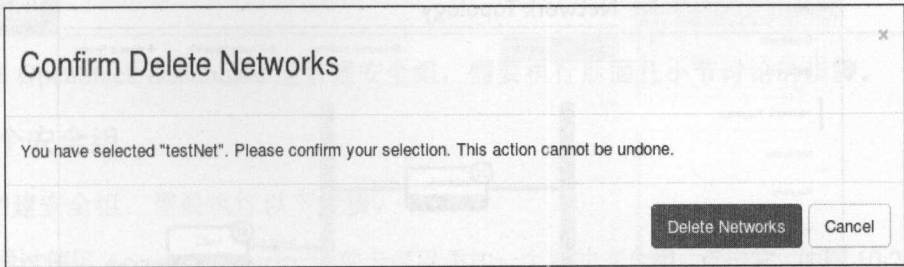 ×
Confirm Delete Networks
You have selected "testNet". Please confirm your selection. This action cannot be undone.
Delete Networks Cancel